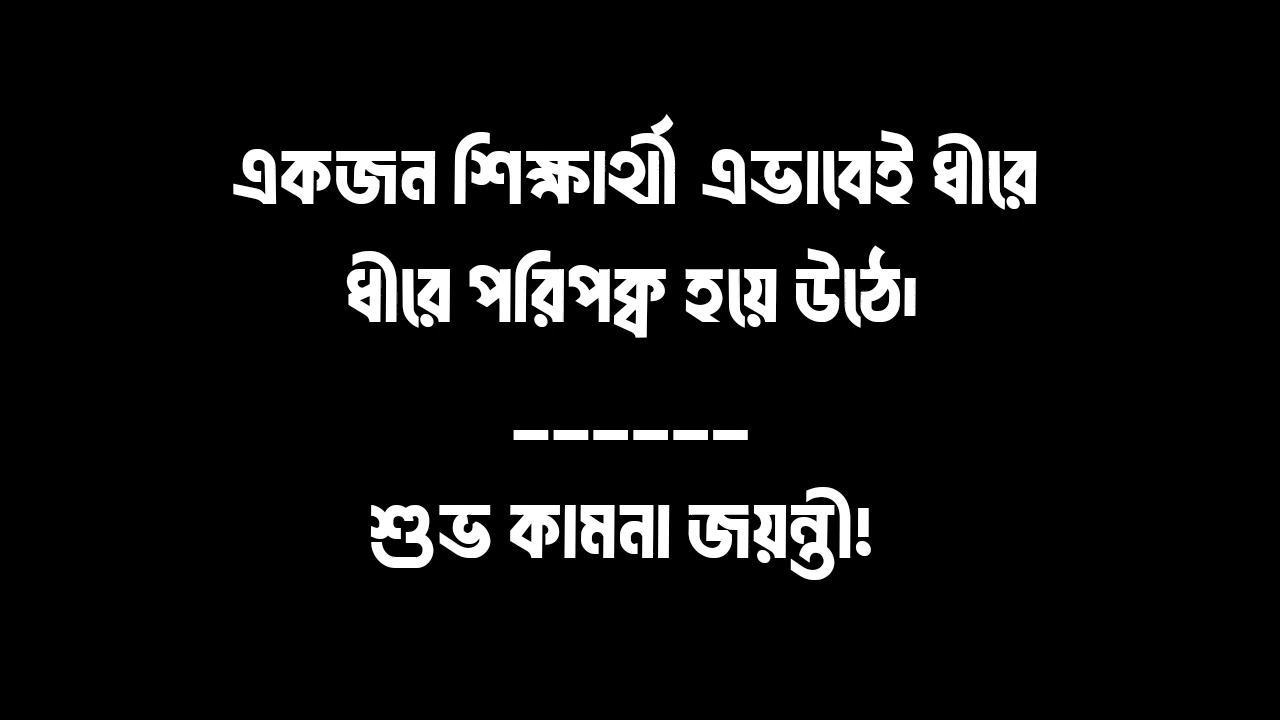 একজন শিক্ষার্থী এভাবেই ধীরে
ধীরে পরিপক্ব হয়ে উঠে।
------
শুভ কামনা জয়ন্তী!